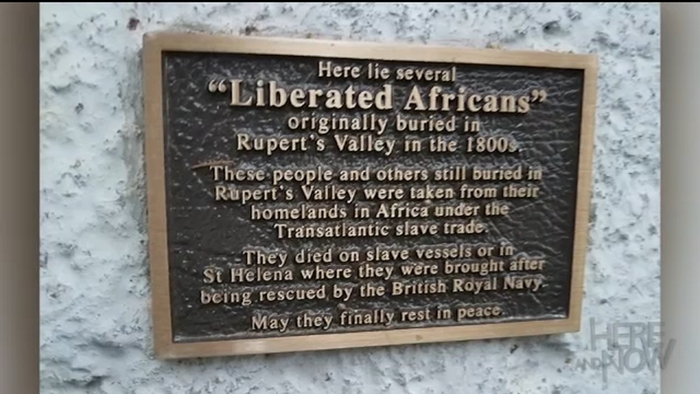 Here lie several
“Liberated Africans”
originally buried in
Rupert's Valley in the 1800s.
These people and others still buried in
Rupert's Valley were taken from their
homelands in Africa under the
Transatlantic slave trade.
They died on slave vessels or in
St Helena where they were brought after
being rescued by the British Royal Navy.
May they finally rest in peace.
HERE
AND NOW